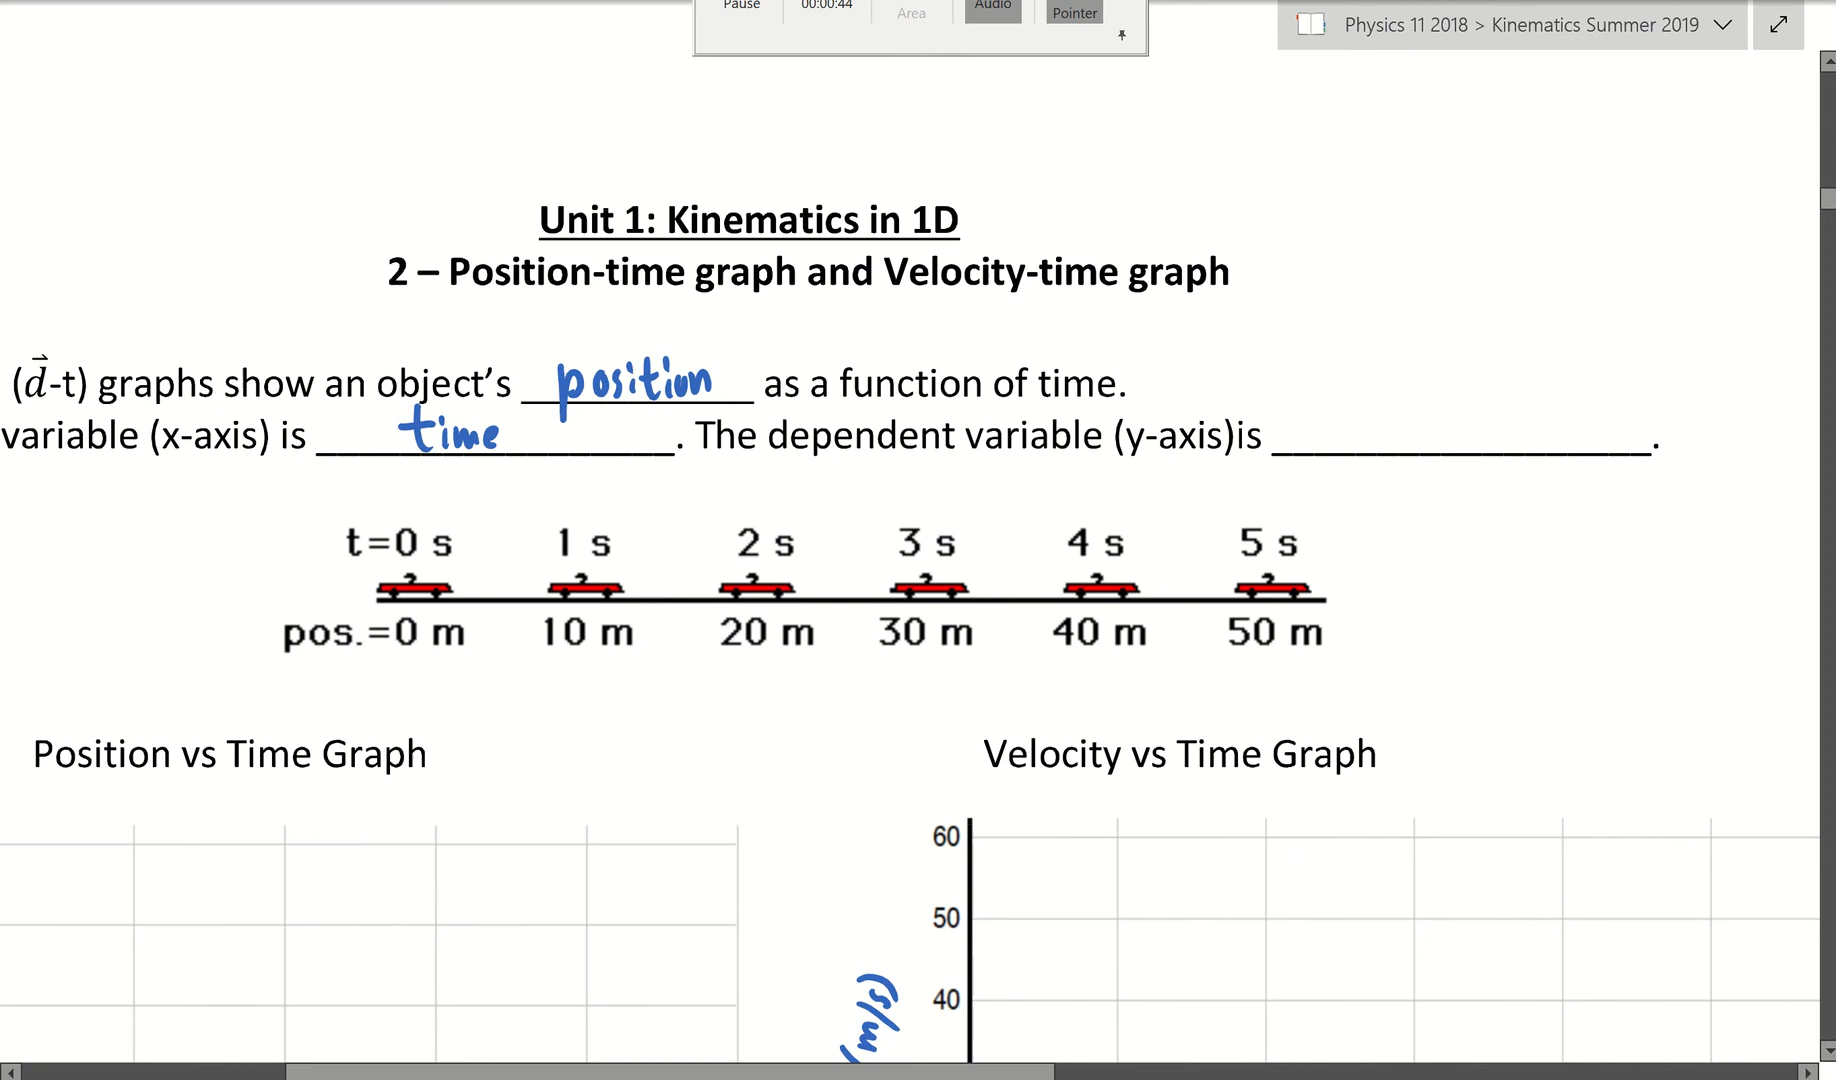 Pause 00:00:44 Area Audio Pointer
Physics 11 2018 > Kinematics Summer 2019
Unit 1: Kinematics in 1D
2 – Position-time graph and Velocity-time graph
(d⃗-t) graphs show an object’s position as a function of time.
variable (x-axis) is time. The dependent variable (y-axis)is ________________.
t=0 s 1 s 2 s 3 s 4 s 5 s
pos.=0 m 10 m 20 m 30 m 40 m 50 m
Position vs Time Graph Velocity vs Time Graph
60
50
40
(m/s)